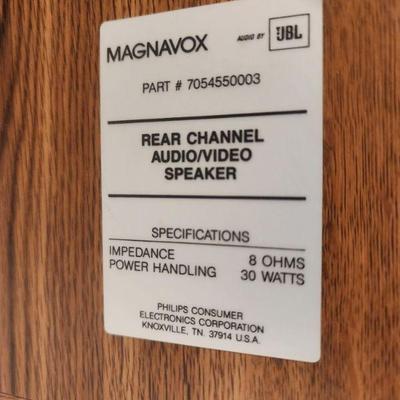 MAGNAVOX AUDIO BY JBL
PART # 7054550003
REAR CHANNEL
AUDIO/VIDEO
SPEAKER
SPECIFICATIONS
IMPEDANCE 8 OHMS
POWER HANDLING 30 WATTS
PHILIPS CONSUMER
ELECTRONICS CORPORATION
KNOXVILLE, TN. 37914 U.S.A.